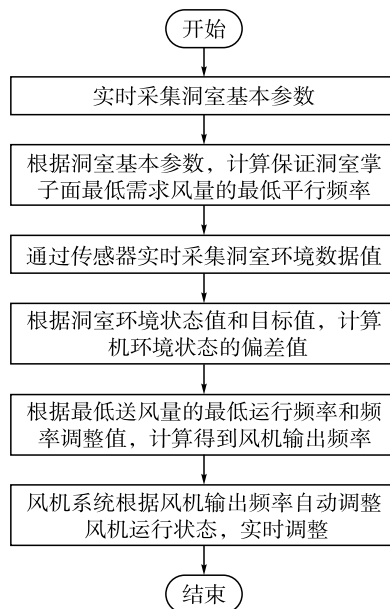 开始
实时采集洞室基本参数
根据洞室基本参数，计算保证洞室掌
子面最低需求风量的最低平行频率
通过传感器实时采集洞室环境数据值
根据洞室环境状态值和目标值，计算
机环境状态的偏差值
根据最低送风量的最低运行频率和频
率调整值，计算得到风机输出频率
风机系统根据风机输出频率自动调整
风机运行状态，实时调整
结束